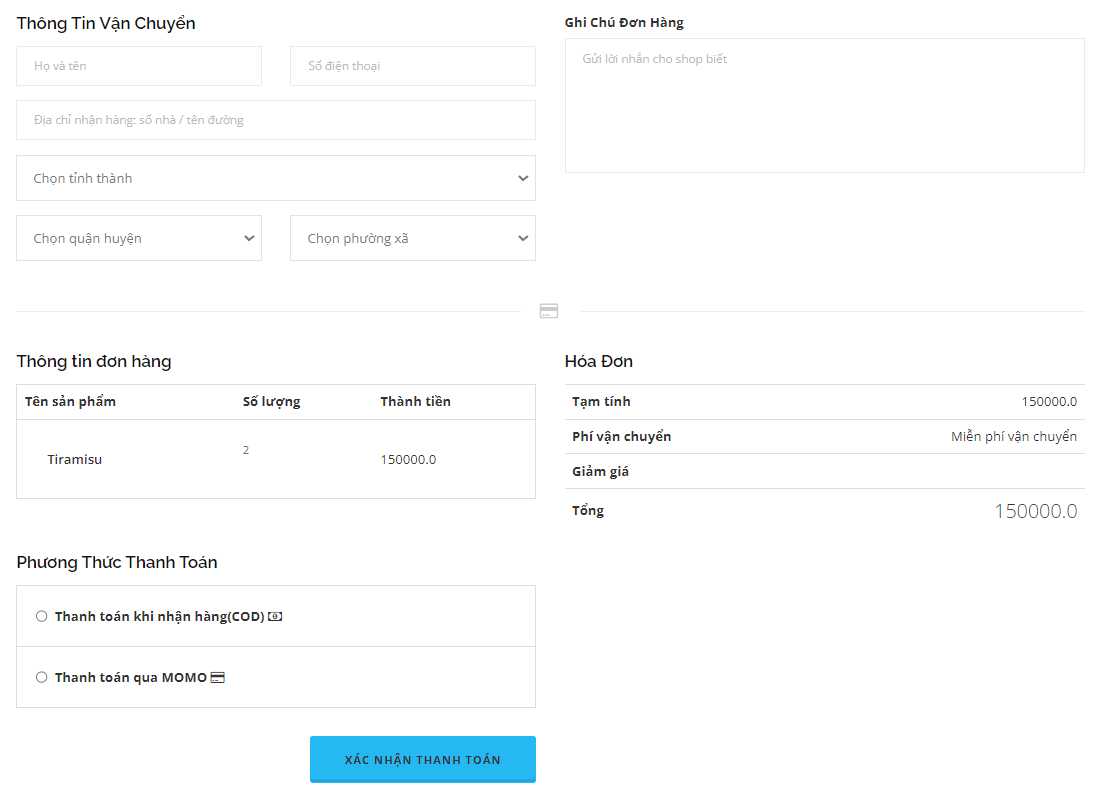 Thông Tin Vận Chuyển
Họ và tên
Số điện thoại
Địa chỉ nhận hàng: số nhà / tên đường
Chọn tỉnh thành
Chọn quận huyện
Chọn phường xã
Ghi Chú Đơn Hàng
Gửi lời nhắn cho shop biết
Thông tin đơn hàng
Tên sản phẩm Số lượng Thành tiền
Tiramisu 2 150000.0
Hóa Đơn
Tạm tính 150000.0
Phí vận chuyển Miễn phí vận chuyển
Giảm giá
Tổng 150000.0
Phương Thức Thanh Toán
Thanh toán khi nhận hàng(COD)
Thanh toán qua MOMO
XÁC NHẬN THANH TOÁN